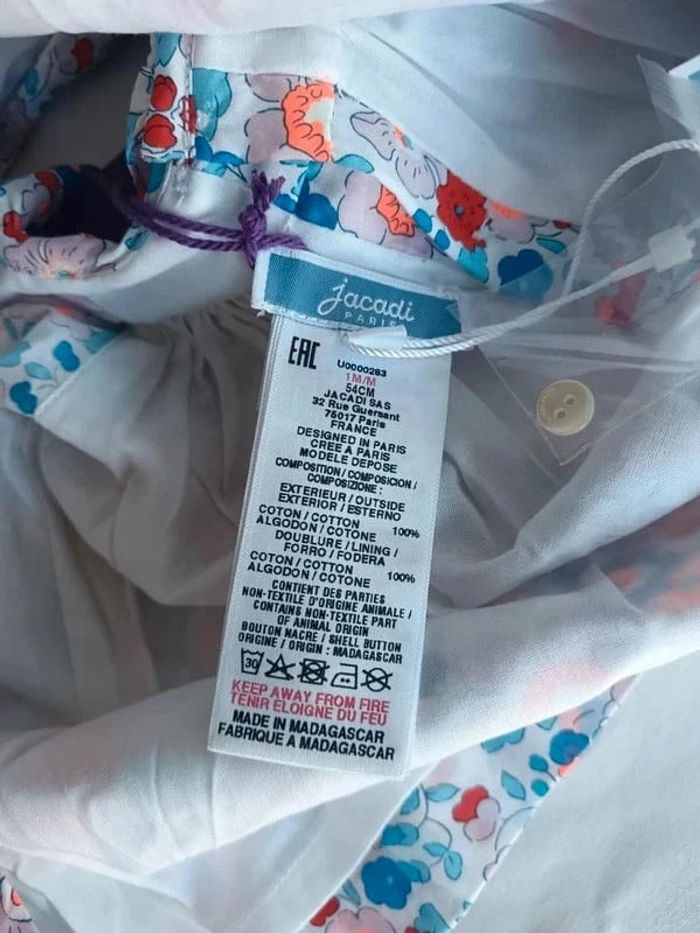 jacadi
PARIS
EAC
U0000283
1M/M
54CM
JACADI SAS
32 Rue Guersant
75017 Paris
FRANCE
DESIGNED IN PARIS
CREE A PARIS
MODELE DEPOSE
COMPOSITION / COMPOSICION /
COMPOSIZIONE :
EXTERIEUR / OUTSIDE
EXTERIOR / ESTERNO
COTON / COTTON
ALGODON / COTONE 100%
DOUBLURE / LINING /
FORRO / FODERA
COTON / COTTON
ALGODON / COTONE 100%
CONTIENT DES PARTIES
NON-TEXTILE D'ORIGINE ANIMALE /
CONTAINS NON-TEXTILE PART
OF ANIMAL ORIGIN
BOUTON NACRE / SHELL BUTTON
ORIGINE / ORIGIN : MADAGASCAR
30
KEEP AWAY FROM FIRE
TENIR ELOIGNE DU FEU
MADE IN MADAGASCAR
FABRIQUE A MADAGASCAR